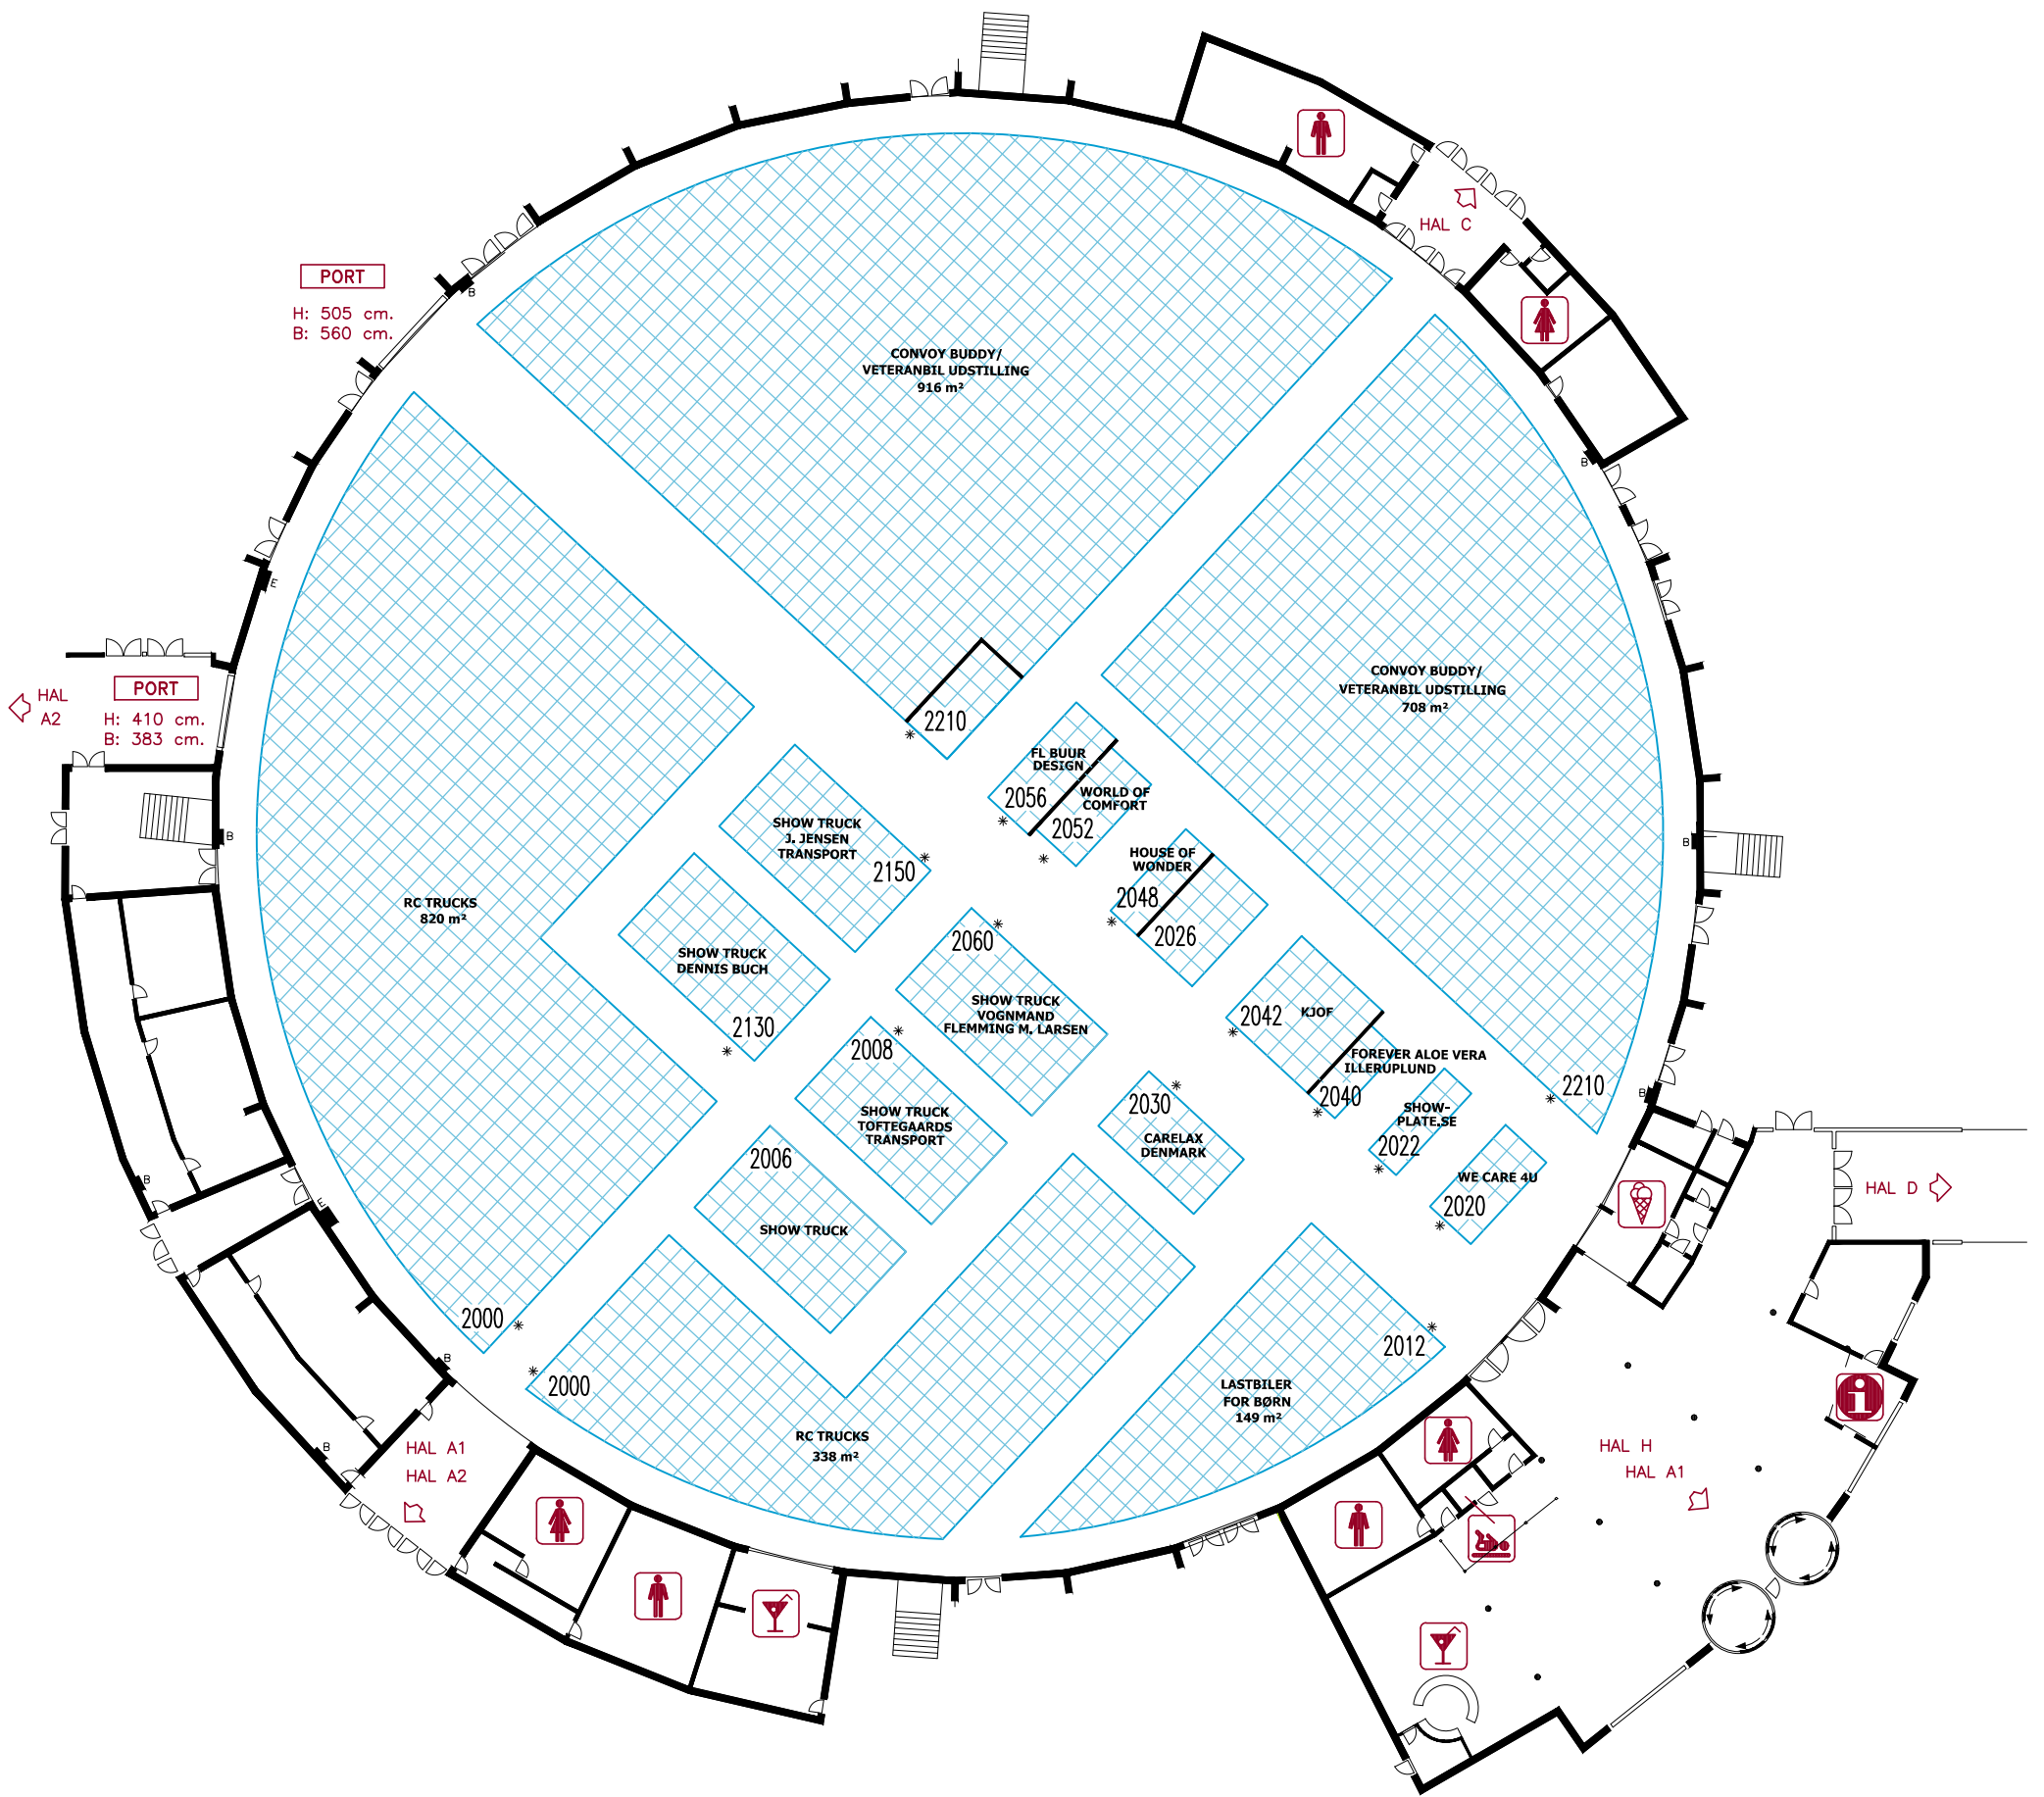 HAL C
PORT
H: 505 cm.
B: 560 cm.
B
CONVOY BUDDY/
VETERANBIL UDSTILLING
916 m²
B
E
HAL
A2
PORT
H: 410 cm.
B: 383 cm.
CONVOY BUDDY/
VETERANBIL UDSTILLING
708 m²
2210
FL BUUR
DESIGN
2056
WORLD OF
COMFORT
2052
B
B
SHOW TRUCK
J. JENSEN
TRANSPORT
2150
HOUSE OF
WONDER
2048
2026
RC TRUCKS
820 m²
SHOW TRUCK
DENNIS BUCH
2130
2060
SHOW TRUCK
VOGNMAND
FLEMMING M. LARSEN
2042
KJOF
FOREVER ALOE VERA
ILLERUPLUND
2040
2210
B
2008
SHOW TRUCK
TOFTEGAARDS
TRANSPORT
2030
CARELAX
DENMARK
SHOW-
PLATE.SE
2022
WE CARE 4U
2020
HAL D
B
E
2006
SHOW TRUCK
2000
2000
B
2012
LASTBILER
FOR BØRN
149 m²
RC TRUCKS
338 m²
B
HAL A1
HAL A2
HAL H
HAL A1
i